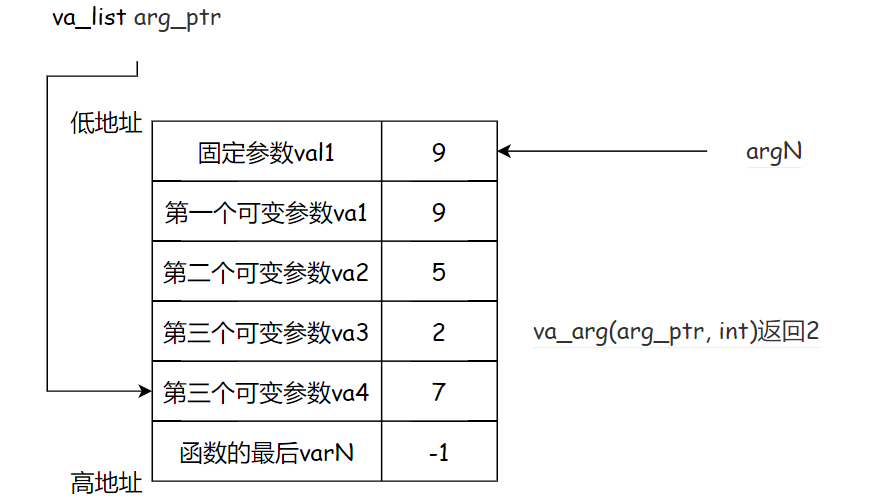 va_list arg_ptr
低地址
固定参数val1 9
argN
第一个可变参数va1 9
第二个可变参数va2 5
第三个可变参数va3 2
va_arg(arg_ptr, int)返回2
第三个可变参数va4 7
函数的最后varN -1
高地址